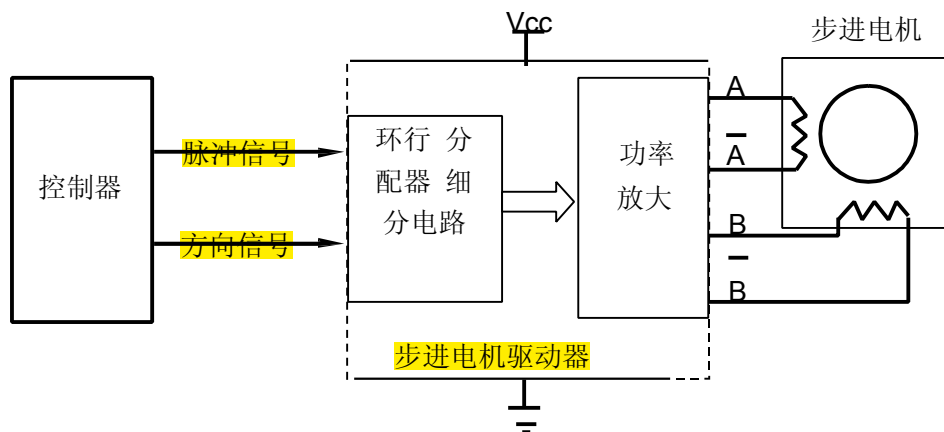 Vcc
步进电机
控制器
脉冲信号
方向信号
环行 分
配器 细
分电路
功率
放大
A
A̅
B
B̅
步进电机驱动器